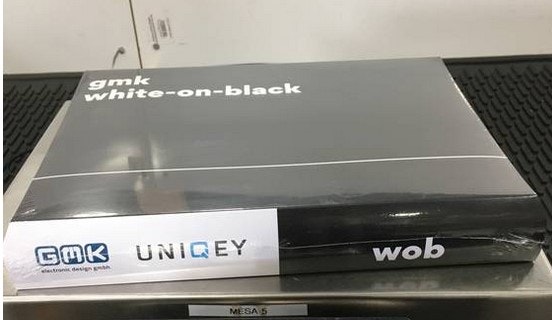 gmk
white-on-black
GMK
electronic design gmbh
UNIQEY
wob
MESA 5